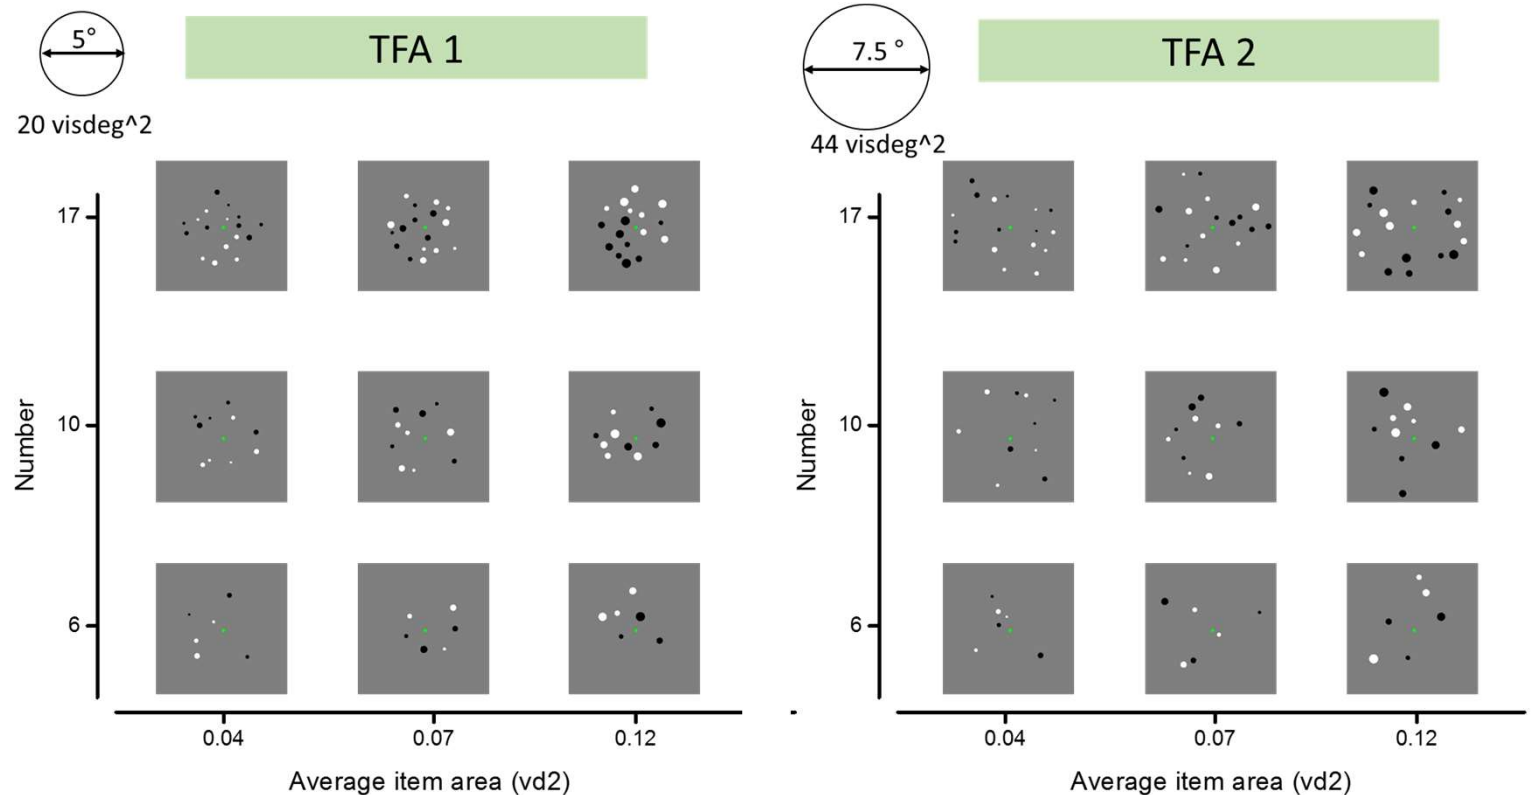 5°
TFA 1
20 visdeg^2
17
10
6
Number
0.04
0.07
0.12
Average item area (vd2)
7.5 °
TFA 2
44 visdeg^2
17
10
6
Number
0.04
0.07
0.12
Average item area (vd2)